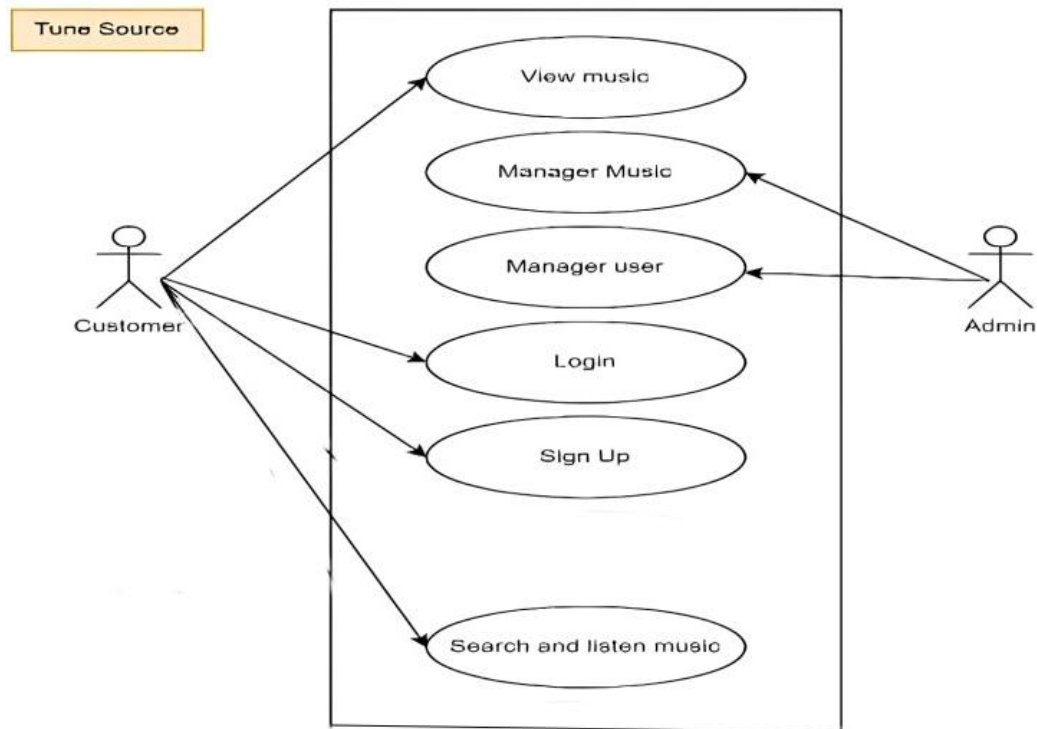 Tune Source
View music
Manager Music
Manager user
Customer
Admin
Login
Sign Up
Search and listen music